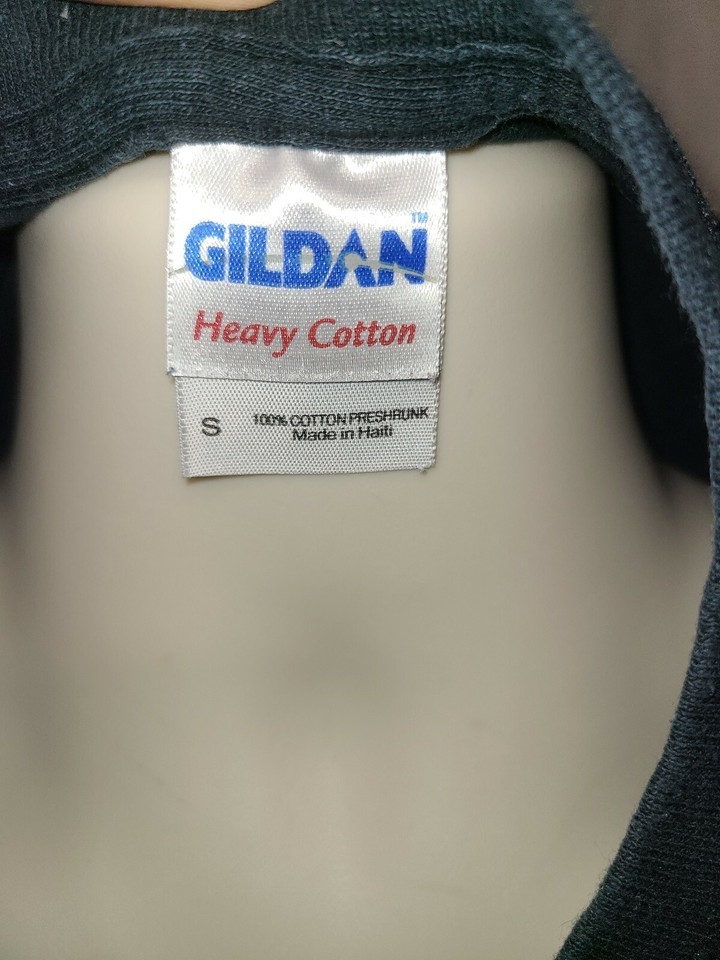 GILDAN™
Heavy Cotton
S 100% COTTON PRESHRUNK
Made in Haiti